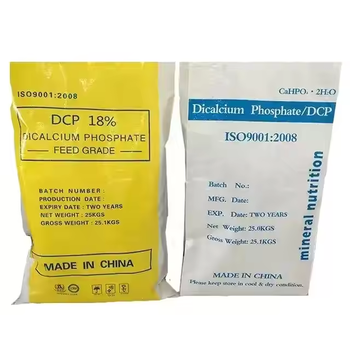 ISO9001:2008
DCP 18%
DICALCIUM PHOSPHATE
FEED GRADE
BATCH NUMBER :
PRODUCTION DATE :
EXPIRY DATE : TWO YEARS
NET WEIGHT : 25KGS
GROSS WEIGHT : 25.1KGS
MADE IN CHINA
CaHPO₄ · 2H₂O
Dicalcium Phosphate/DCP
ISO9001:2008
Batch No.:
MFG. Date:
EXP. Date: TWO YEARS
Net Weight: 25.0KGS
Gross Weight: 25.1KGS
MADE IN CHINA
Please keep store in cool & dry condition.
mineral nutrition